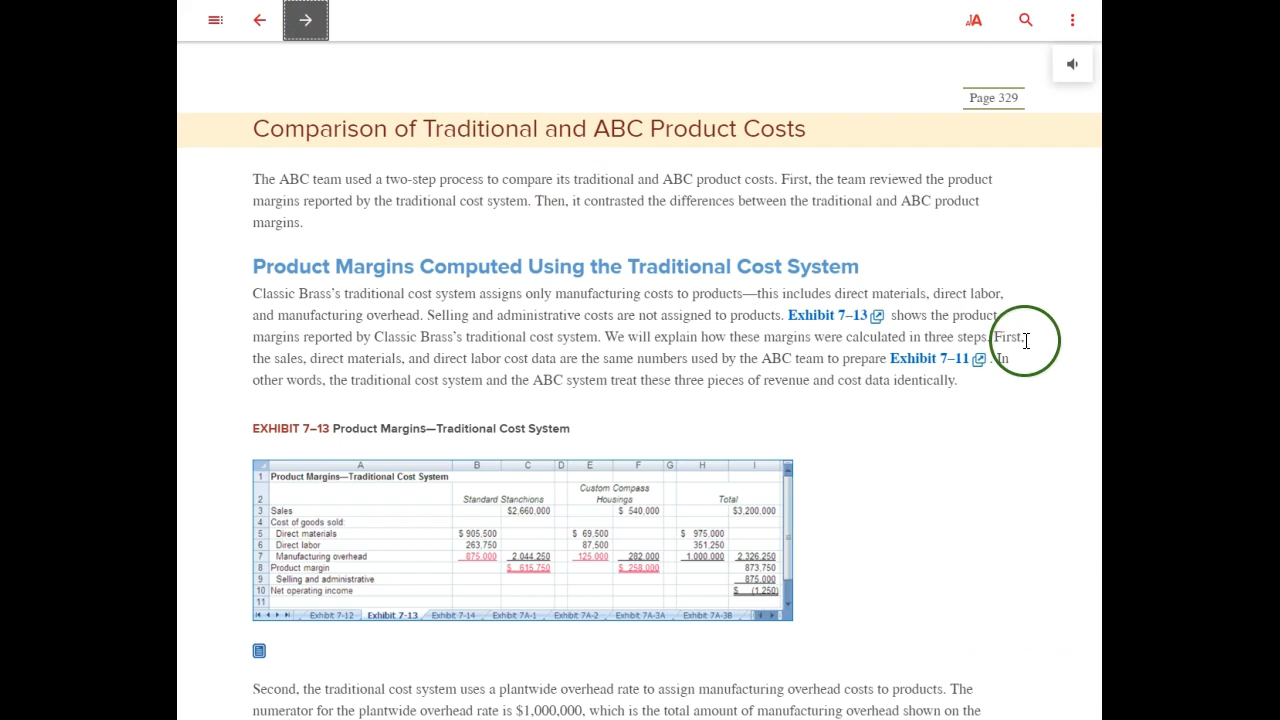 Page 329
Comparison of Traditional and ABC Product Costs
The ABC team used a two-step process to compare its traditional and ABC product costs. First, the team reviewed the product
margins reported by the traditional cost system. Then, it contrasted the differences between the traditional and ABC product
margins.
Product Margins Computed Using the Traditional Cost System
Classic Brass's traditional cost system assigns only manufacturing costs to products—this includes direct materials, direct labor,
and manufacturing overhead. Selling and administrative costs are not assigned to products. Exhibit 7–13 shows the product
margins reported by Classic Brass's traditional cost system. We will explain how these margins were calculated in three steps. First,
the sales, direct materials, and direct labor cost data are the same numbers used by the ABC team to prepare Exhibit 7–11 . In
other words, the traditional cost system and the ABC system treat these three pieces of revenue and cost data identically.
EXHIBIT 7–13 Product Margins—Traditional Cost System
A B C D E F G H I
1 Product Margins—Traditional Cost System
Custom Compass
2 Standard Stanchions Housings Total
3 Sales $2,660,000 $ 540,000 $3,200,000
4 Cost of goods sold:
5 Direct materials $ 905,500 $ 69,500 $ 975,000
6 Direct labor 263,750 87,500 351,250
7 Manufacturing overhead 875,000 2,044,250 125,000 282,000 1,000,000 2,326,250
8 Product margin $ 615,750 $ 258,000 873,750
9 Selling and administrative 875,000
10 Net operating income $ (1,250)
11
Exhibit 7-12 Exhibit 7-13 Exhibit 7-14 Exhibit 7A-1 Exhibit 7A-2 Exhibit 7A-3A Exhibit 7A-3B
Second, the traditional cost system uses a plantwide overhead rate to assign manufacturing overhead costs to products. The
numerator for the plantwide overhead rate is $1,000,000, which is the total amount of manufacturing overhead shown on the